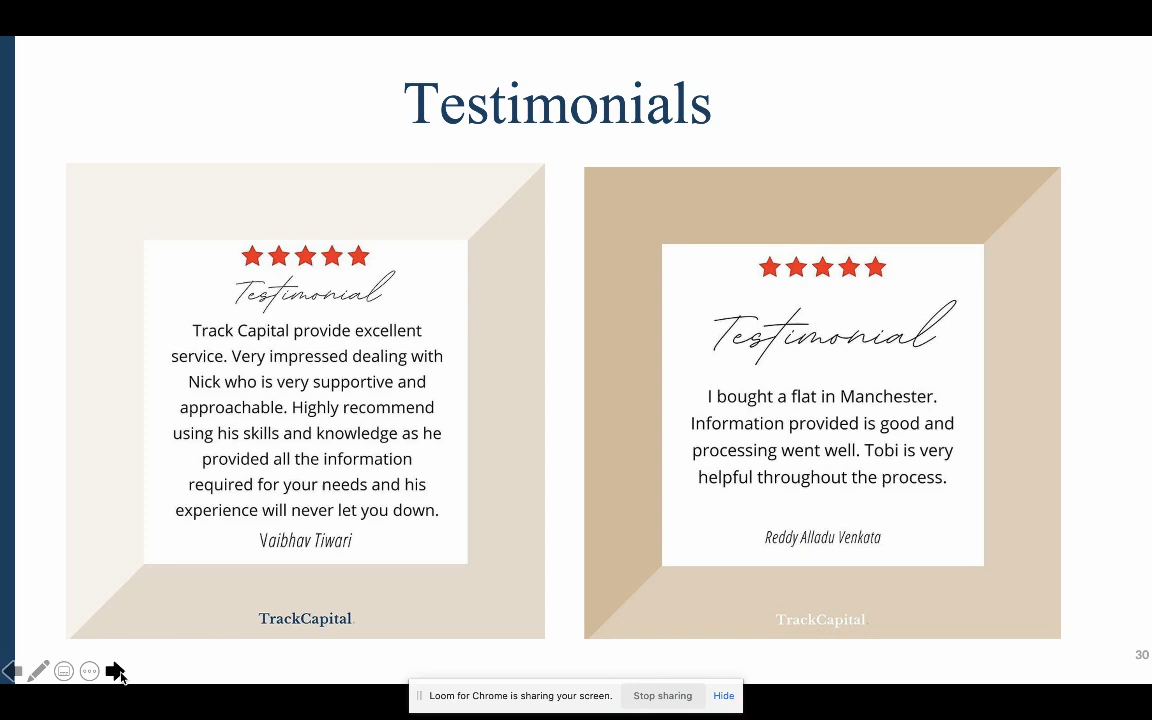 Testimonials
Testimonial
Track Capital provide excellent
service. Very impressed dealing with
Nick who is very supportive and
approachable. Highly recommend
using his skills and knowledge as he
provided all the information
required for your needs and his
experience will never let you down.
Vaibhav Tiwari
TrackCapital.
Testimonial
I bought a flat in Manchester.
Information provided is good and
processing went well. Tobi is very
helpful throughout the process.
Reddy Alladu Venkata
TrackCapital.
30
Loom for Chrome is sharing your screen.
Stop sharing
Hide